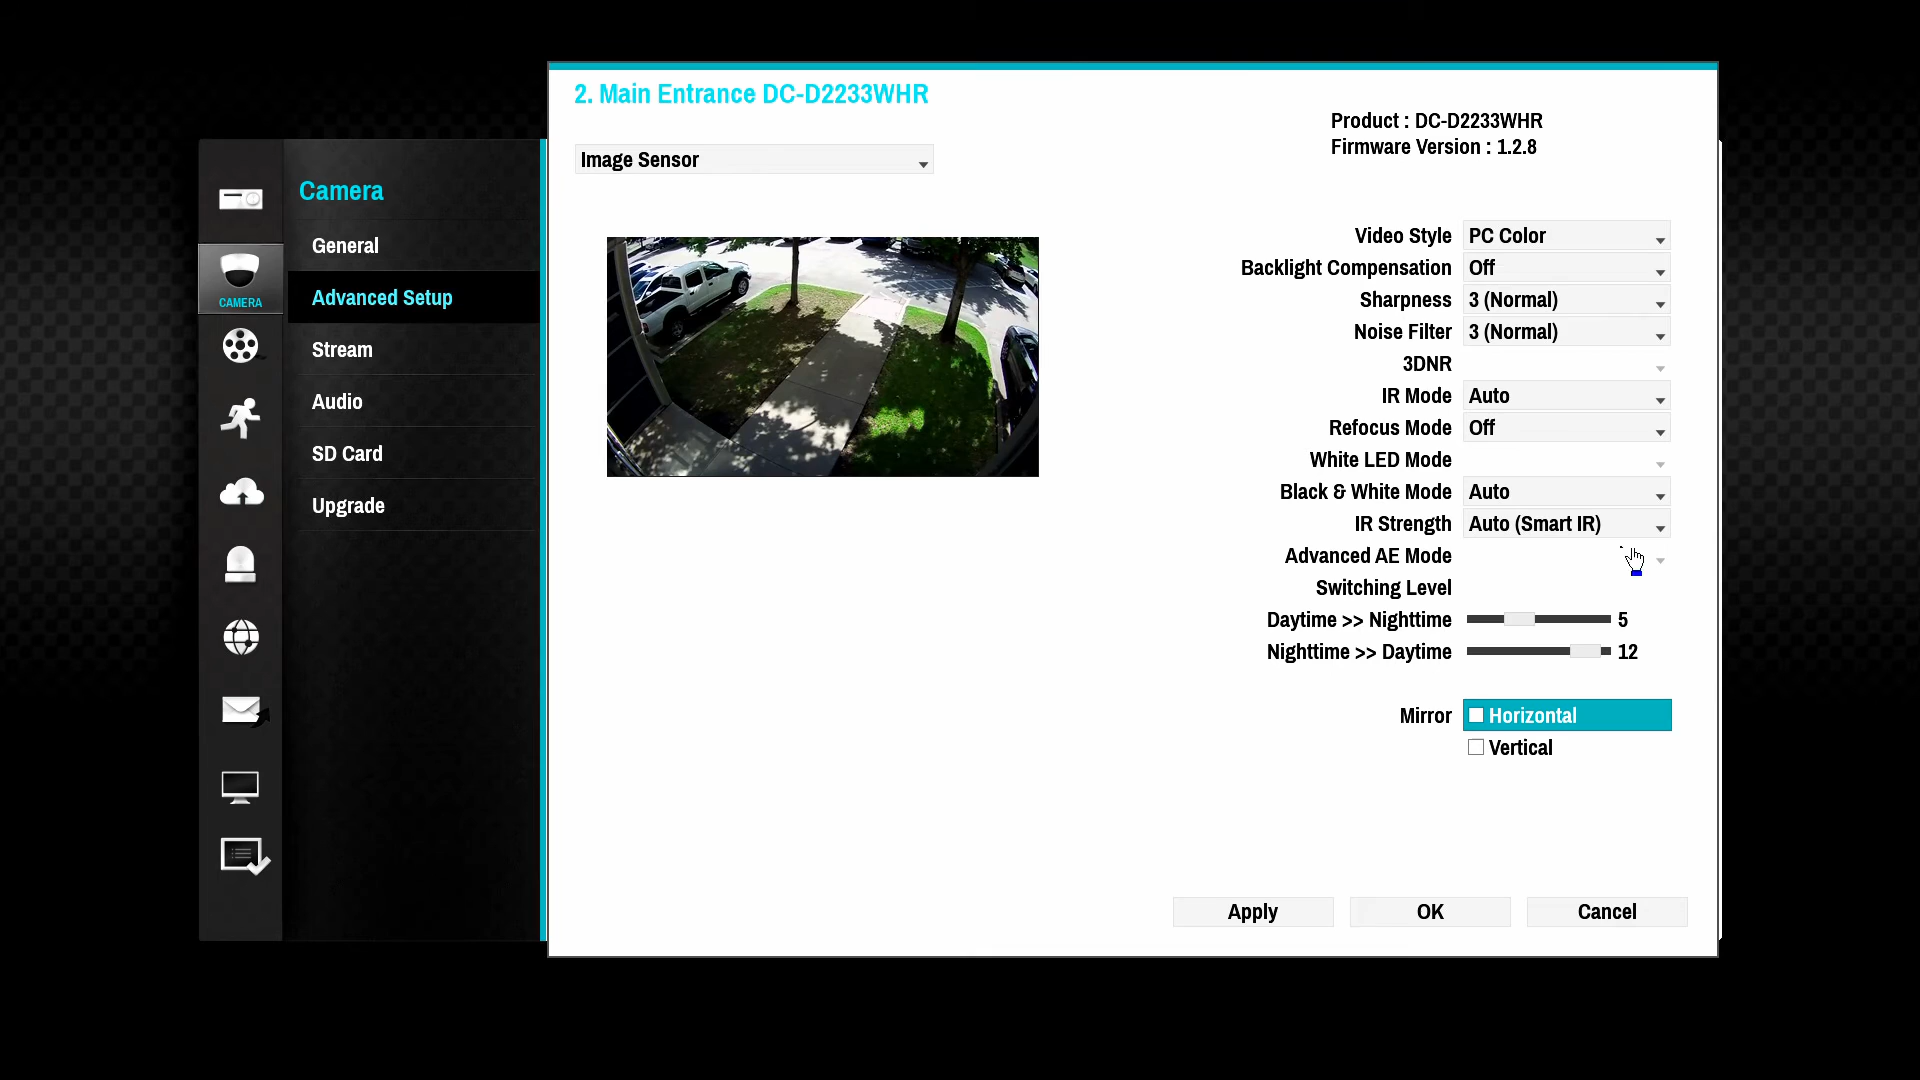 2. Main Entrance DC-D2233WHR
Product : DC-D2233WHR
Firmware Version : 1.2.8
Image Sensor
CAMERA
Camera
General
Advanced Setup
Stream
Audio
SD Card
Upgrade
Video Style PC Color
Backlight Compensation Off
Sharpness 3 (Normal)
Noise Filter 3 (Normal)
3DNR
IR Mode Auto
Refocus Mode Off
White LED Mode
Black & White Mode Auto
IR Strength Auto (Smart IR)
Advanced AE Mode
Switching Level
Daytime >> Nighttime 5
Nighttime >> Daytime 12
Mirror Horizontal
Vertical
Apply OK Cancel